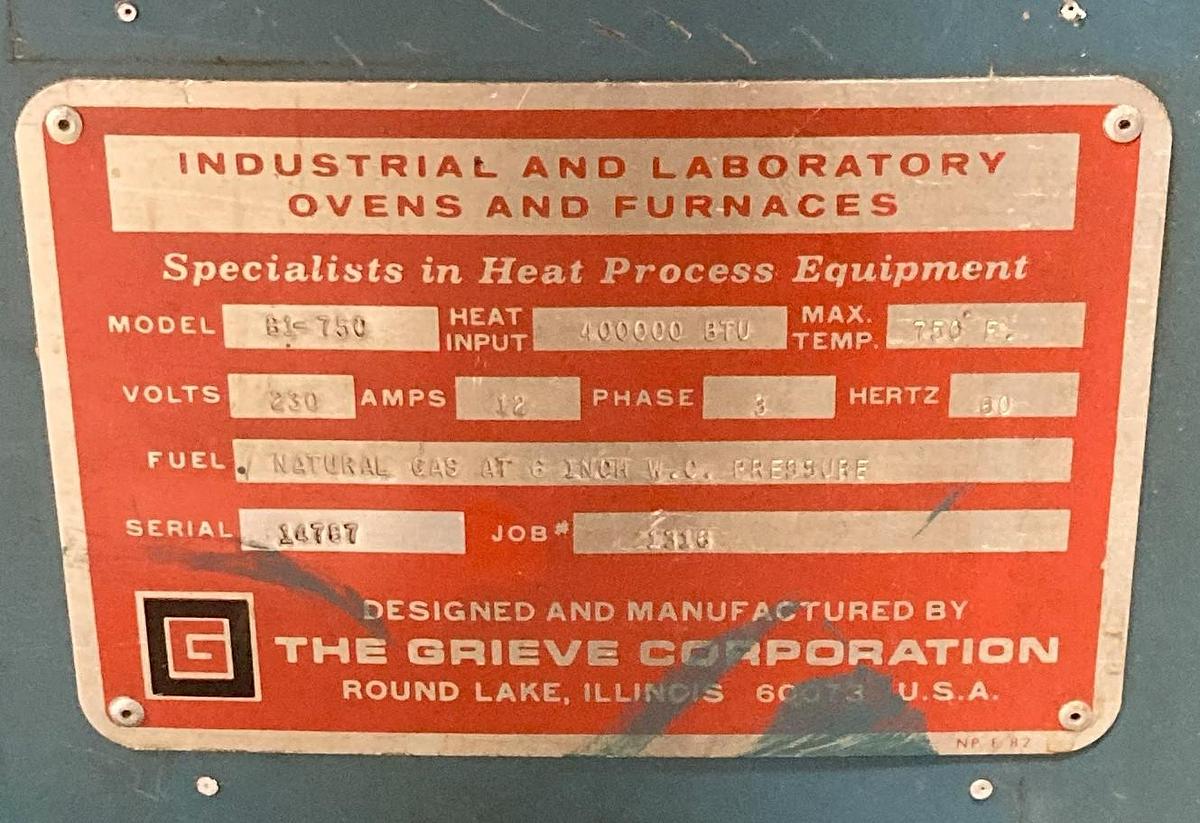 INDUSTRIAL AND LABORATORY
OVENS AND FURNACES
Specialists in Heat Process Equipment
MODEL 750 HEAT INPUT 400000 BTU MAX. TEMP. 750° F.
VOLTS 230 AMPS 12 PHASE 3 HERTZ 60
FUEL NATURAL GAS AT 6 INCH W.C. PRESSURE
SERIAL JOB#
G
DESIGNED AND MANUFACTURED BY
THE GRIEVE CORPORATION
ROUND LAKE, ILLINOIS 60073 U.S.A.